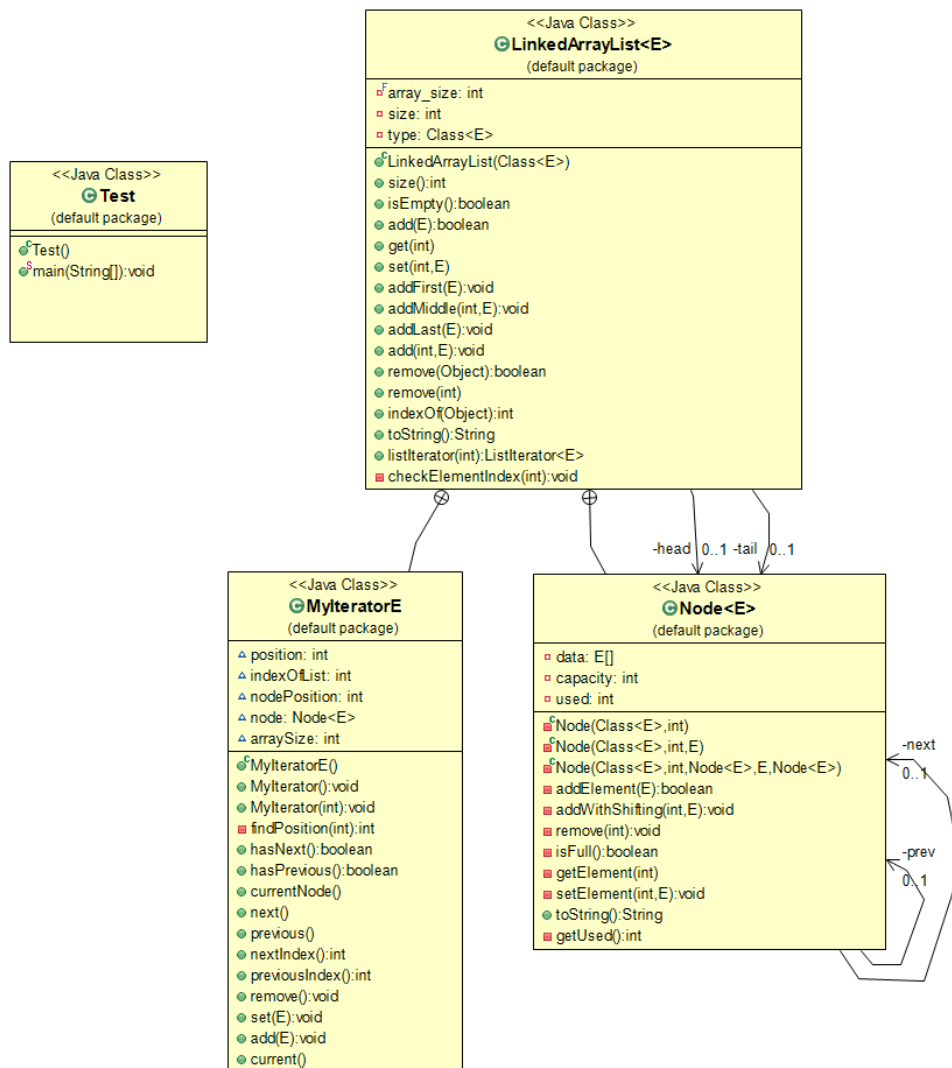 <<Java Class>>
LinkedArrayList<E>
(default package)
array_size: int
size: int
type: Class<E>
LinkedArrayList(Class<E>)
size():int
isEmpty():boolean
add(E):boolean
get(int)
set(int,E)
addFirst(E):void
addMiddle(int,E):void
addLast(E):void
add(int,E):void
remove(Object):boolean
remove(int)
indexOf(Object):int
toString():String
listIterator(int):ListIterator<E>
checkElementIndex(int):void
<<Java Class>>
Test
(default package)
Test()
main(String[]):void
-head 0..1 -tail 0..1
<<Java Class>>
MyIteratorE
(default package)
position: int
indexOfList: int
nodePosition: int
node: Node<E>
arraySize: int
MyIteratorE()
MyIterator():void
MyIterator(int):void
findPosition(int):int
hasNext():boolean
hasPrevious():boolean
currentNode()
next()
previous()
nextIndex():int
previousIndex():int
remove():void
set(E):void
add(E):void
current()
<<Java Class>>
Node<E>
(default package)
data: E[]
capacity: int
used: int
Node(Class<E>,int)
Node(Class<E>,int,E)
Node(Class<E>,int,Node<E>,E,Node<E>)
addElement(E):boolean
addWithShifting(int,E):void
remove(int):void
isFull():boolean
getElement(int)
setElement(int,E):void
toString():String
getUsed():int
-next
0..1
-prev
0..1